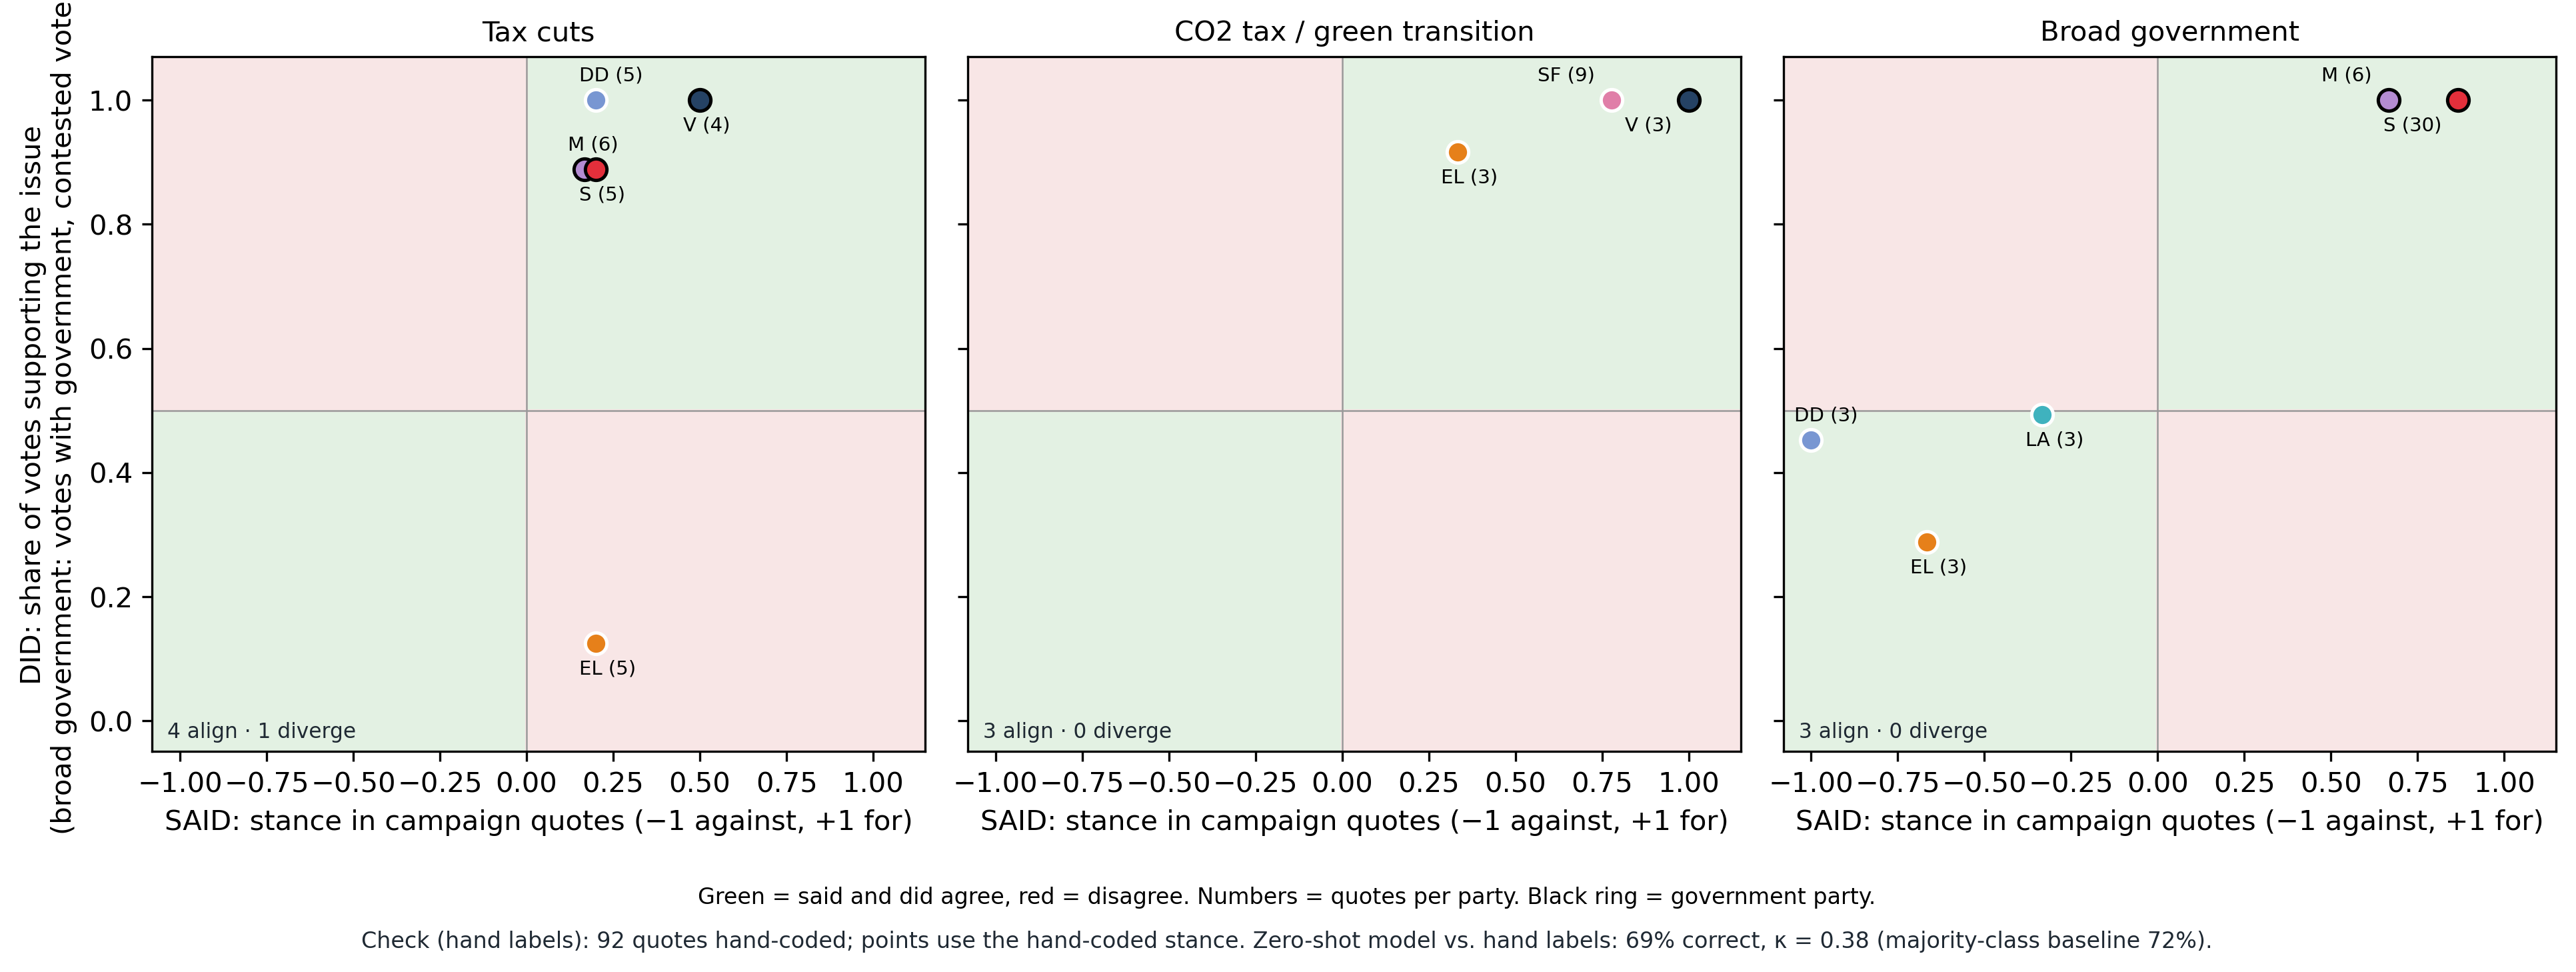 Tax cuts
CO2 tax / green transition
Broad government
DID: share of votes supporting the issue
(broad government: votes with government, contested vote
1.0
0.8
0.6
0.4
0.2
0.0
DD (5)
V (4)
M (6)
S (5)
EL (5)
4 align · 1 diverge
SF (9)
V (3)
EL (3)
3 align · 0 diverge
M (6)
S (30)
DD (3)
LA (3)
EL (3)
3 align · 0 diverge
−1.00 −0.75 −0.50 −0.25 0.00 0.25 0.50 0.75 1.00
−1.00 −0.75 −0.50 −0.25 0.00 0.25 0.50 0.75 1.00
−1.00 −0.75 −0.50 −0.25 0.00 0.25 0.50 0.75 1.00
SAID: stance in campaign quotes (−1 against, +1 for)
SAID: stance in campaign quotes (−1 against, +1 for)
SAID: stance in campaign quotes (−1 against, +1 for)
Green = said and did agree, red = disagree. Numbers = quotes per party. Black ring = government party.
Check (hand labels): 92 quotes hand-coded; points use the hand-coded stance. Zero-shot model vs. hand labels: 69% correct, κ = 0.38 (majority-class baseline 72%).